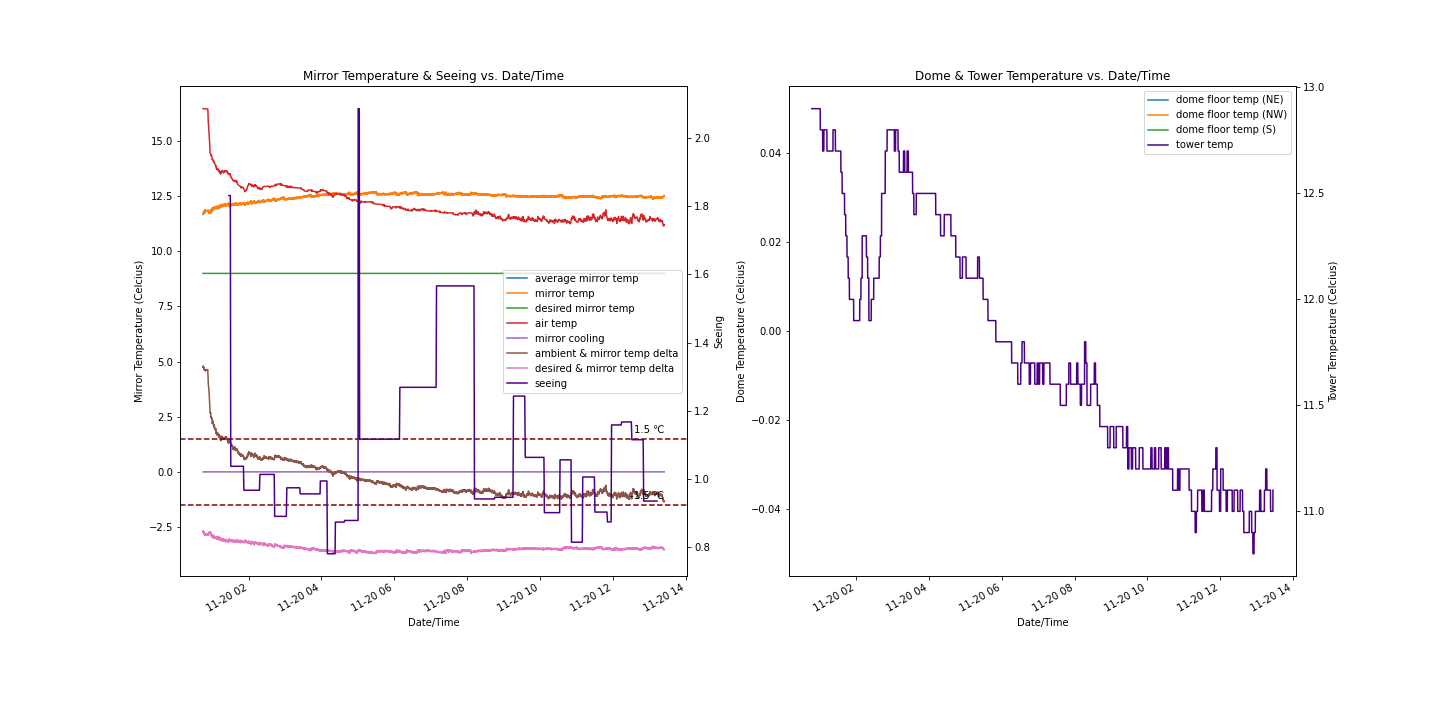 Mirror Temperature & Seeing vs. Date/Time
Mirror Temperature (Celcius)
15.0
12.5
10.0
7.5
5.0
2.5
0.0
−2.5
2.0
1.8
1.6
1.4
1.2
1.0
0.8
Seeing
average mirror temp
mirror temp
desired mirror temp
air temp
mirror cooling
ambient & mirror temp delta
desired & mirror temp delta
seeing
1.5 °C
-1.5 °C
11-20 02
11-20 04
11-20 06
11-20 08
11-20 10
11-20 12
11-20 14
Date/Time
Dome & Tower Temperature vs. Date/Time
Dome Temperature (Celcius)
0.04
0.02
0.00
−0.02
−0.04
dome floor temp (NE)
dome floor temp (NW)
dome floor temp (S)
tower temp
13.0
12.5
12.0
11.5
11.0
Tower Temperature (Celcius)
11-20 02
11-20 04
11-20 06
11-20 08
11-20 10
11-20 12
11-20 14
Date/Time